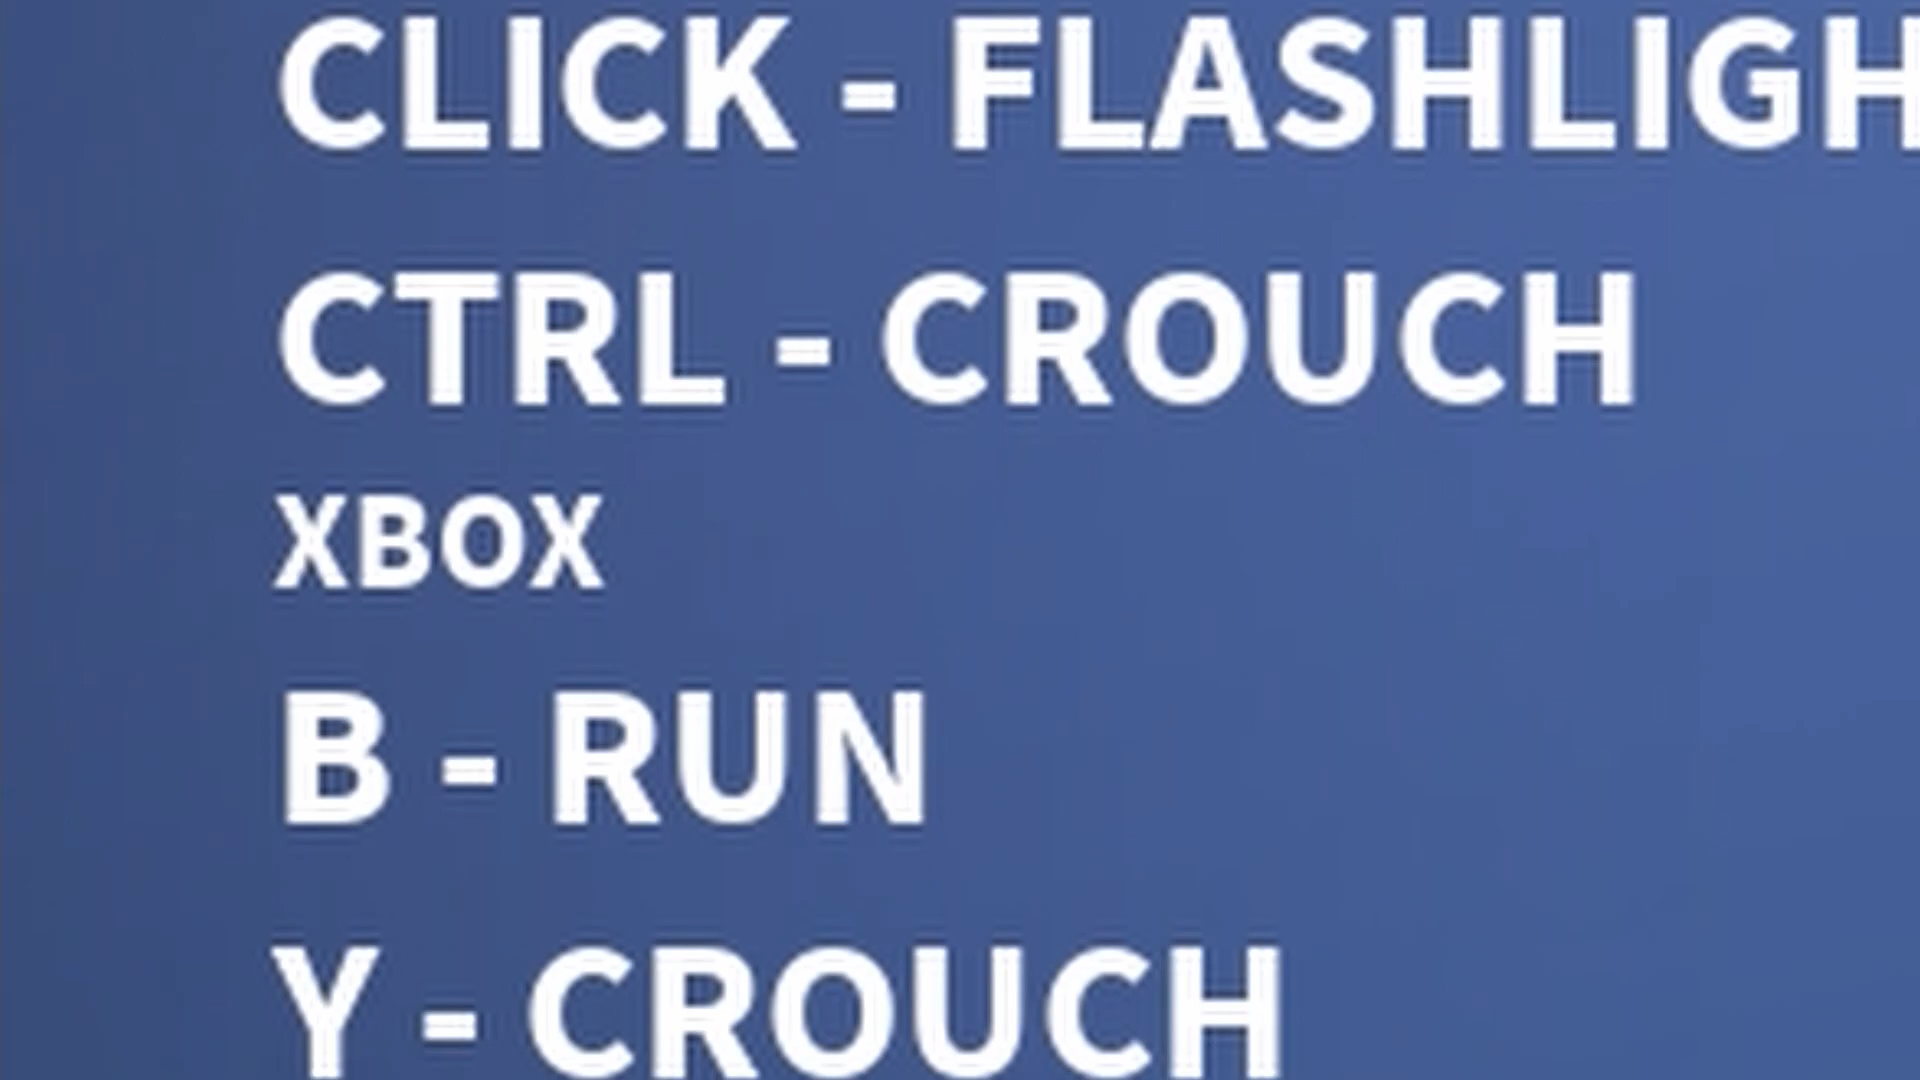 CLICK - FLASHLIGH
CTRL - CROUCH
XBOX
B - RUN
Y - CROUCH